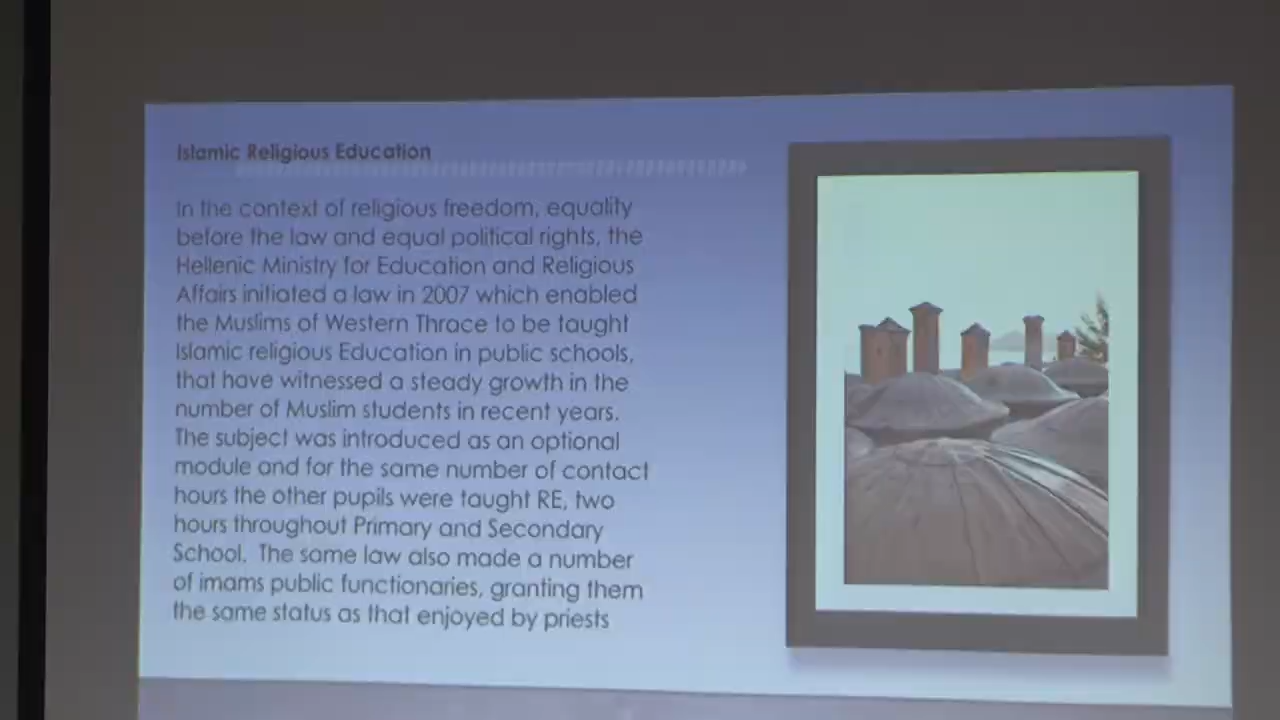 Islamic Religious Education
In the context of religious freedom, equality
before the law and equal political rights, the
Hellenic Ministry for Education and Religious
Affairs initiated a law in 2007 which enabled
the Muslims of Western Thrace to be taught
Islamic religious Education in public schools,
that have witnessed a steady growth in the
number of Muslim students in recent years.
The subject was introduced as an optional
module and for the same number of contact
hours the other pupils were taught RE, two
hours throughout Primary and Secondary
School. The same law also made a number
of imams public functionaries, granting them
the same status as that enjoyed by priests